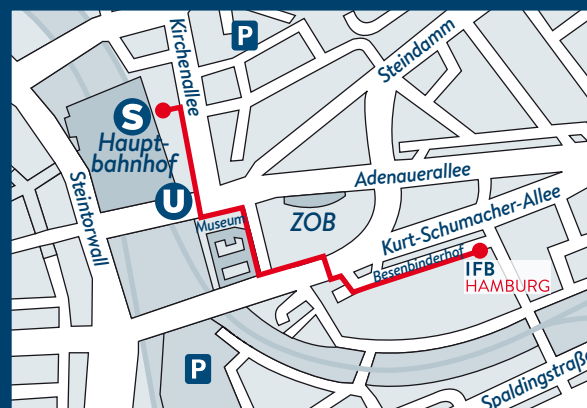 Kirchenallee
P
Steindamm
S
Haupt-
bahnhof
Adenauerallee
U
Steintorwall
Museum
ZOB
Kurt-Schumacher-Allee
Besenbinderhof
IFB
HAMBURG
P
Spaldingstraße